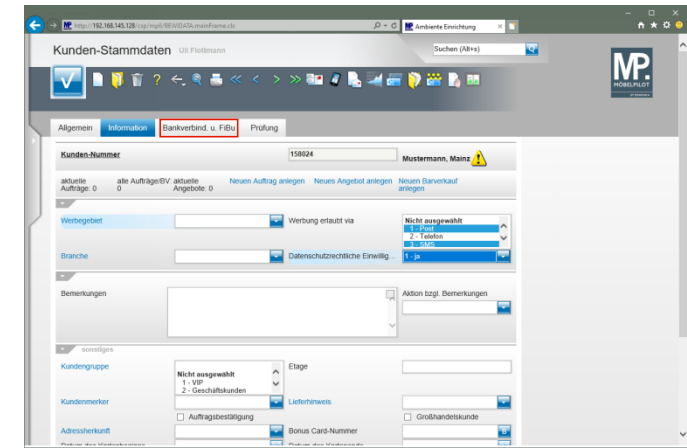 http://192.168.145.128/csp/mp6/BEWIDATA.mainFrame.cls
Ambiente Einrichtung
Kunden-Stammdaten Uli Flottmann
Suchen (Alt+s)
MP.
MÖBELPILOT
Allgemein Information Bankverbind. u. FiBu Prüfung
Kunden-Nummer 158024 Mustermann, Mainz
aktuelle Aufträge: 0 alle Aufträge/BV: 0 aktuelle Angebote: 0 Neuen Auftrag anlegen Neues Angebot anlegen Neuen Barverkauf anlegen
Werbegebiet Werbung erlaubt via Nicht ausgewählt
1 - Post
2 - Telefon
3 - SMS
Branche Datenschutzrechtliche Einwillig... 1 - ja
Bemerkungen Aktion bzgl. Bemerkungen
sonstiges
Kundengruppe Nicht ausgewählt Etage
1 - VIP
2 - Geschäftskunden
Kundenmerker Lieferhinweis
Auftragsbestätigung Großhandelskunde
Adressherkunft Bonus Card-Nummer